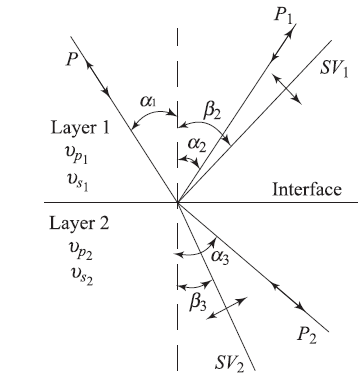 P₁
P
SV₁
α₁
β₂
α₂
Layer 1
υₚ₁
υₛ₁
Interface
Layer 2
υₚ₂
υₛ₂
α₃
β₃
P₂
SV₂